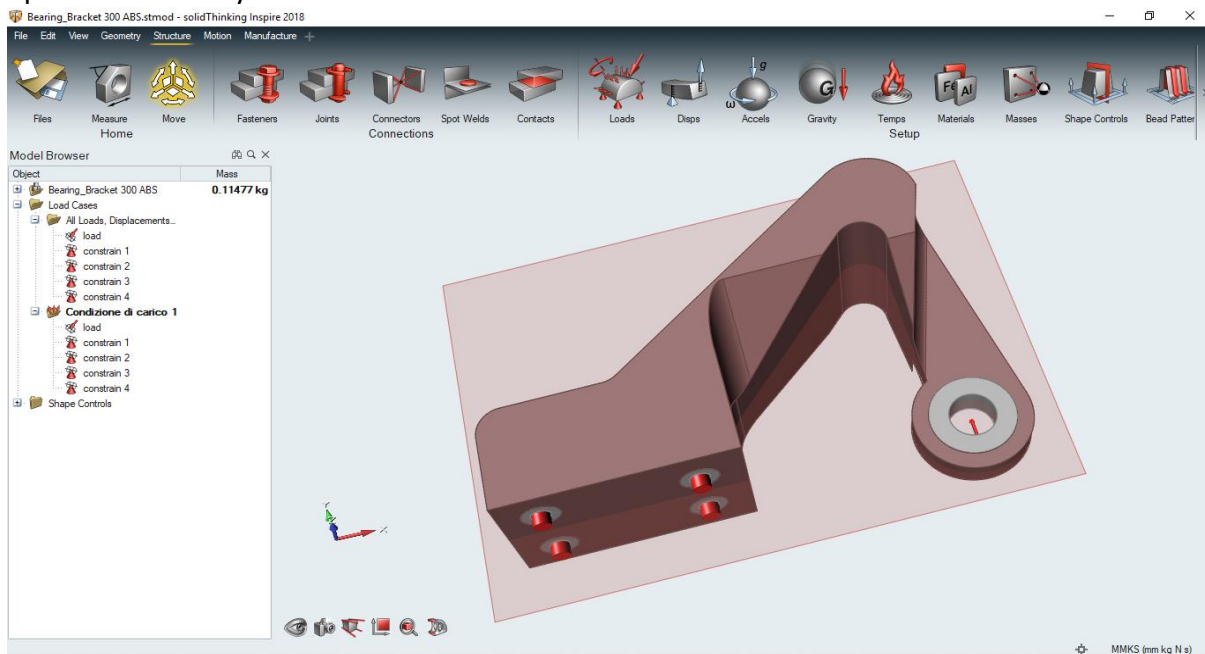 Bearing_Bracket 300 ABS.stmod - solidThinking Inspire 2018
File Edit View Geometry Structure Motion Manufacture +
g
ω
G
Fe Al
Files Measure Move Fasteners Joints Connectors Spot Welds Contacts Loads Disps Accels Gravity Temps Materials Masses Shape Controls Bead Patter
Home Connections Setup
Model Browser
Object Mass
Bearing_Bracket 300 ABS 0.11477 kg
Load Cases
All Loads, Displacements...
load
constrain 1
constrain 2
constrain 3
constrain 4
Condizione di carico 1
load
constrain 1
constrain 2
constrain 3
constrain 4
Shape Controls
Y
X
MMKS (mm kg N s)